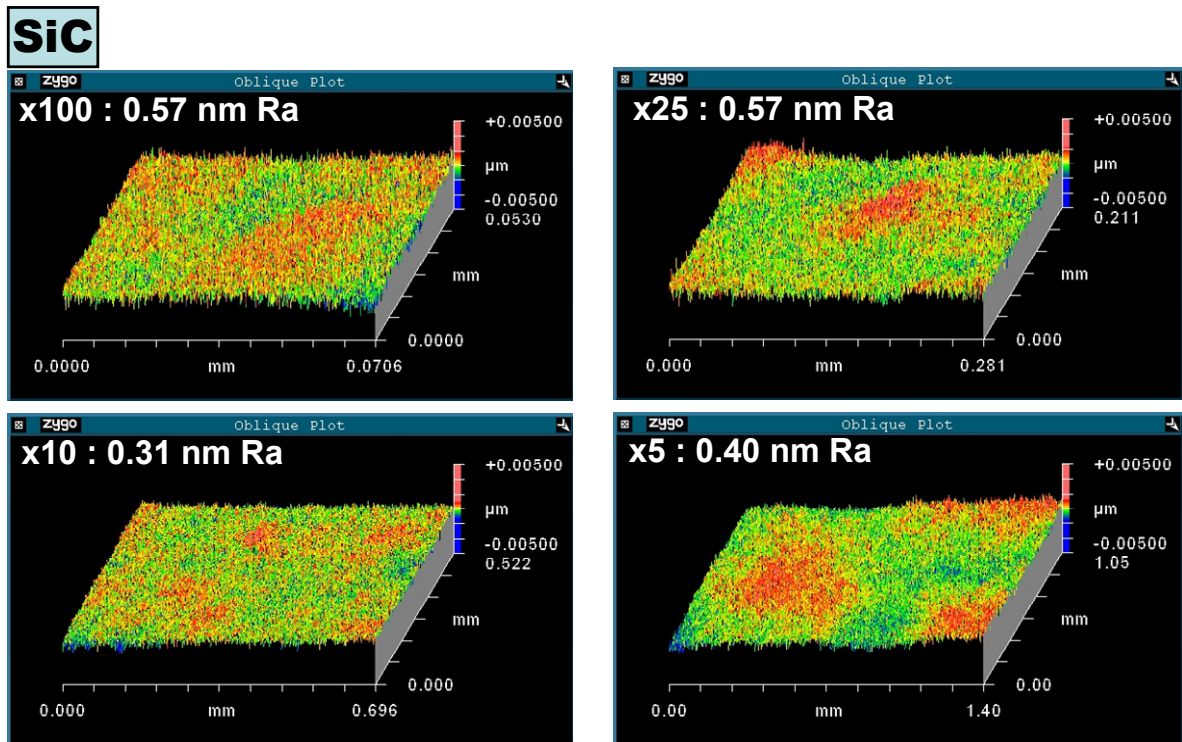 SiC
zygo Oblique Plot
x100 : 0.57 nm Ra
+0.00500
µm
-0.00500
0.0530
mm
0.0000
0.0000 mm 0.0706
zygo Oblique Plot
x25 : 0.57 nm Ra
+0.00500
µm
-0.00500
0.211
mm
0.000
0.000 mm 0.281
zygo Oblique Plot
x10 : 0.31 nm Ra
+0.00500
µm
-0.00500
0.522
mm
0.000
0.000 mm 0.696
zygo Oblique Plot
x5 : 0.40 nm Ra
+0.00500
µm
-0.00500
1.05
mm
0.00
0.00 mm 1.40